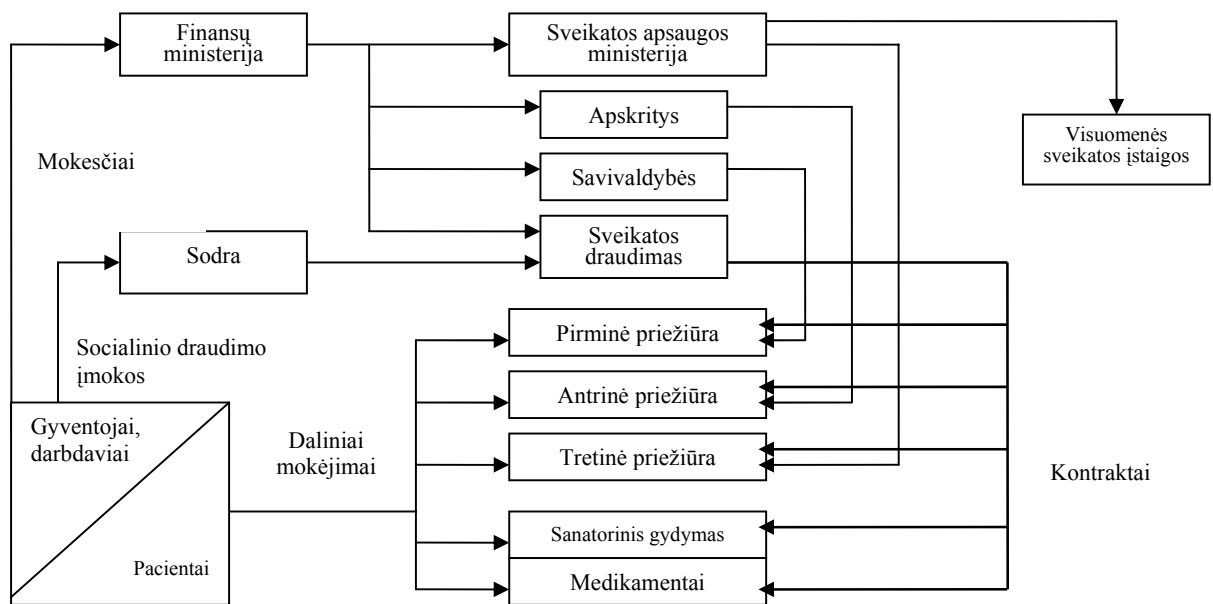 Finansų
ministerija
Sveikatos apsaugos
ministerija
Apskritys
Visuomenės
sveikatos įstaigos
Mokesčiai
Savivaldybės
Sodra
Sveikatos
draudimas
Socialinio draudimo
įmokos
Pirminė priežiūra
Antrinė priežiūra
Gyventojai,
darbdaviai
Daliniai
mokėjimai
Tretinė priežiūra
Kontraktai
Sanatorinis gydymas
Pacientai
Medikamentai